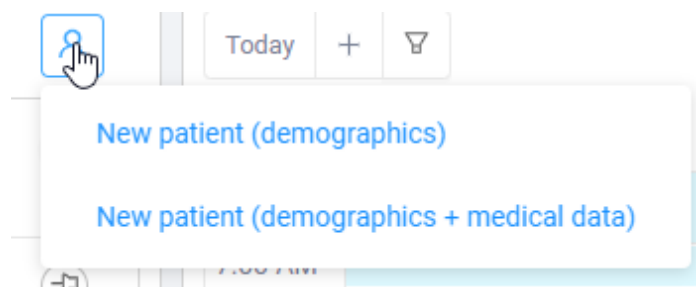 Today
New patient (demographics)
New patient (demographics + medical data)